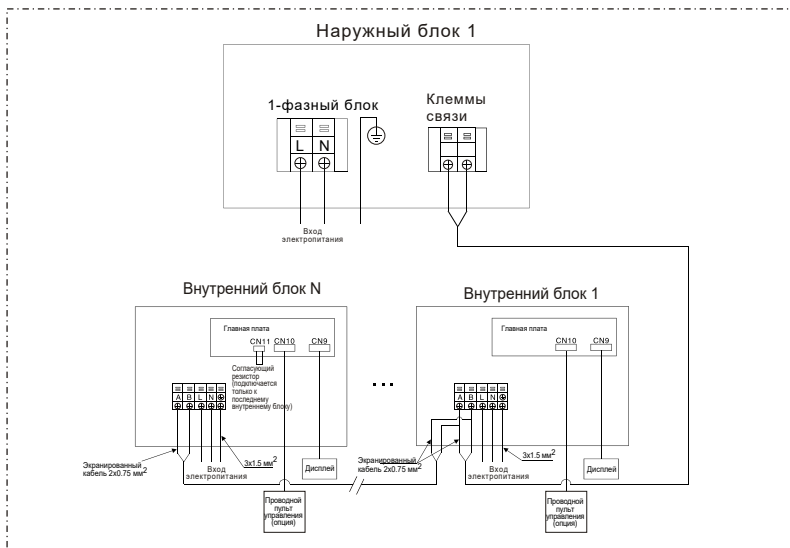 Наружный блок 1
1-фазный блок
Клеммы
связи
L N
Вход
электропитания
Внутренний блок N
Главная плата
CN11 CN10 CN9
Согласующий
резистор
(подключается
только к
последнему
внутреннему блоку)
A B L N
Экранированный
кабель 2x0.75 мм2
Вход
электропитания
3x1.5 мм2
Дисплей
Проводной
пульт
управления
(опция)
...
Внутренний блок 1
Главная плата
CN10 CN9
A B L N
Экранированный
кабель 2x0.75 мм2
Вход
электропитания
3x1.5 мм2
Дисплей
Проводной
пульт
управления
(опция)